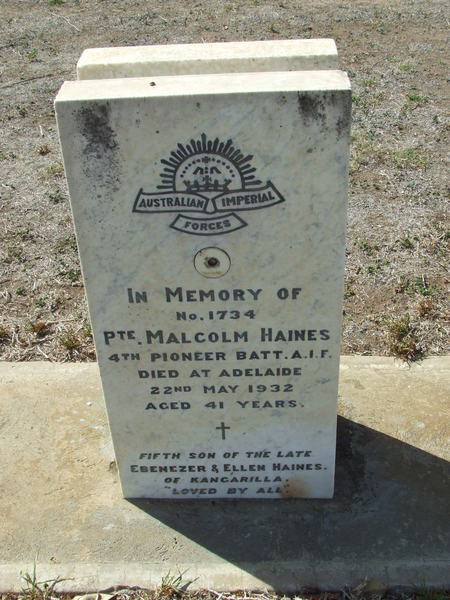 AUSTRALIAN IMPERIAL
FORCES
IN MEMORY OF
No. 1734
PTE. MALCOLM HAINES
4TH PIONEER BATT. A.I.F.
DIED AT ADELAIDE
22ND MAY 1932
AGED 41 YEARS.
FIFTH SON OF THE LATE
EBENEZER & ELLEN HAINES.
OF KANGARILLA.
"LOVED BY ALL"